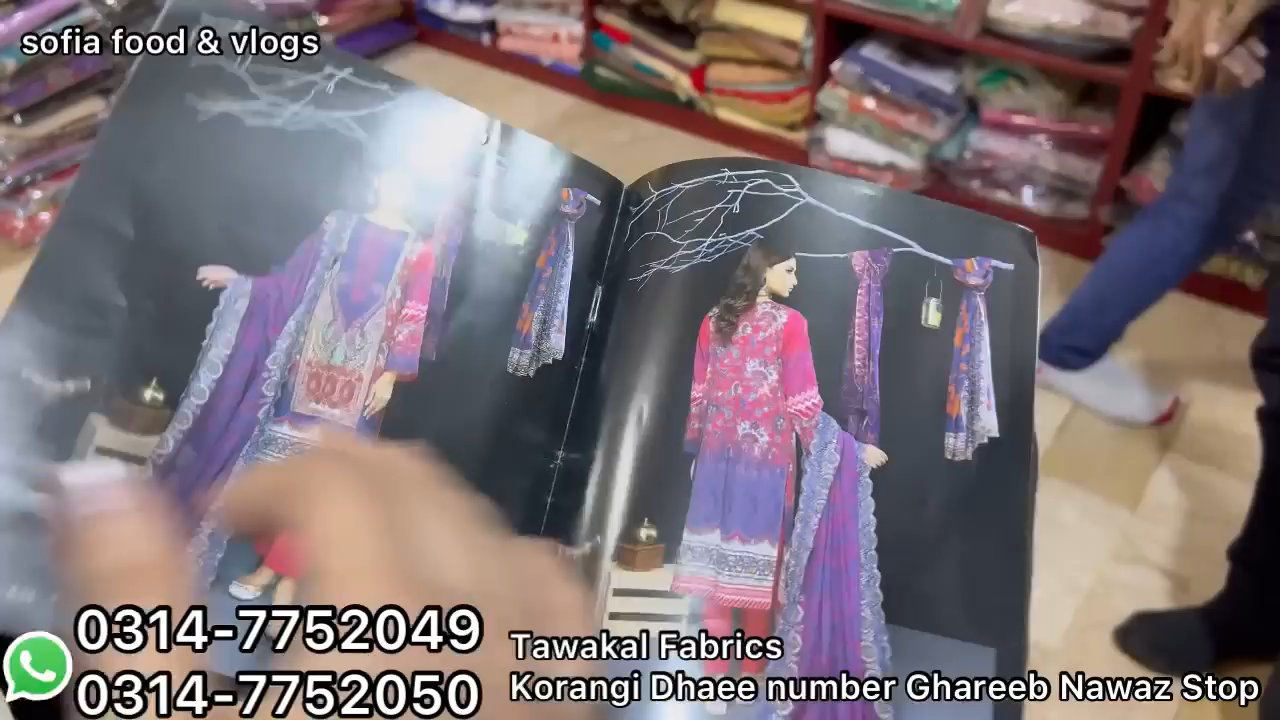 sofia food & vlogs
0314-7752049
0314-7752050
Tawakal Fabrics
Korangi Dhaee number Ghareeb Nawaz Stop